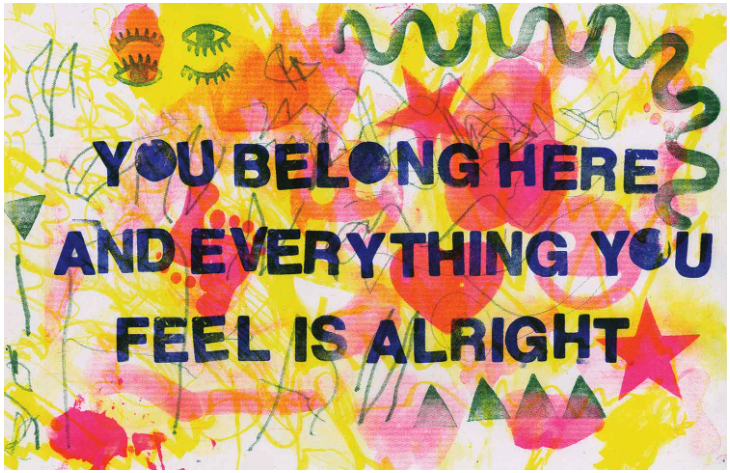 YOU BELONG HERE
AND EVERYTHING YOU
FEEL IS ALRIGHT